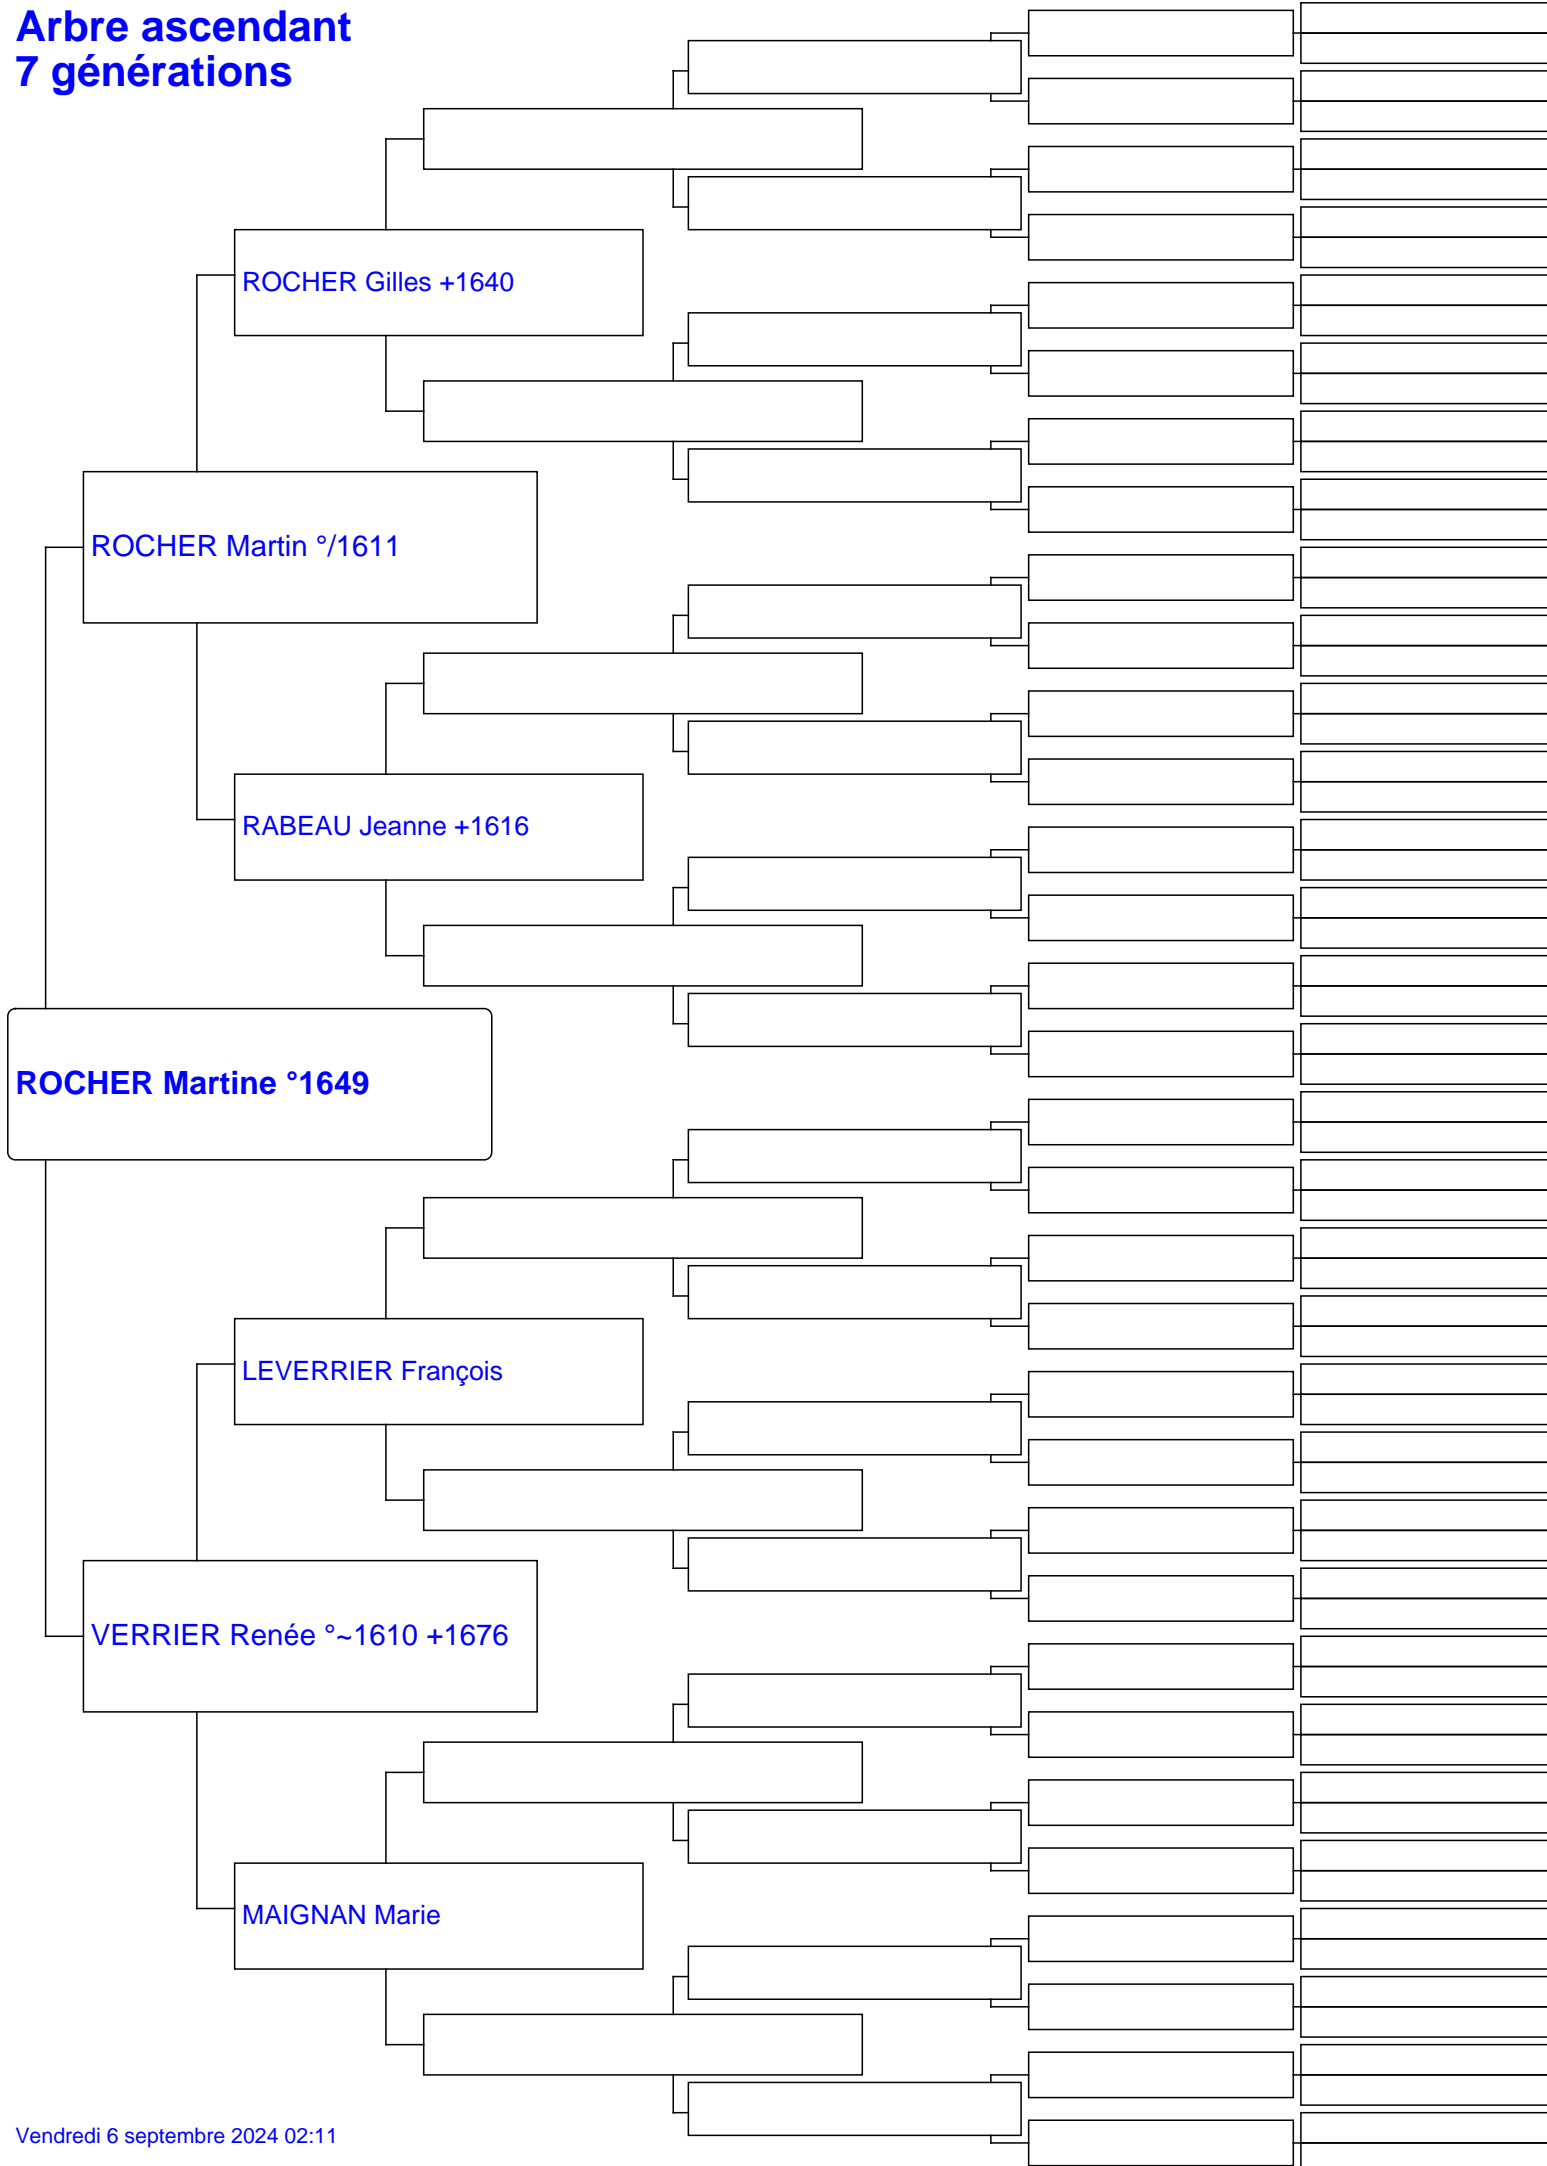 Arbre ascendant
7 générations
ROCHER Gilles +1640
ROCHER Martin °/1611
RABEAU Jeanne +1616
ROCHER Martine °1649
LEVERRIER François
VERRIER Renée °~1610 +1676
MAIGNAN Marie
Vendredi 6 septembre 2024 02:11